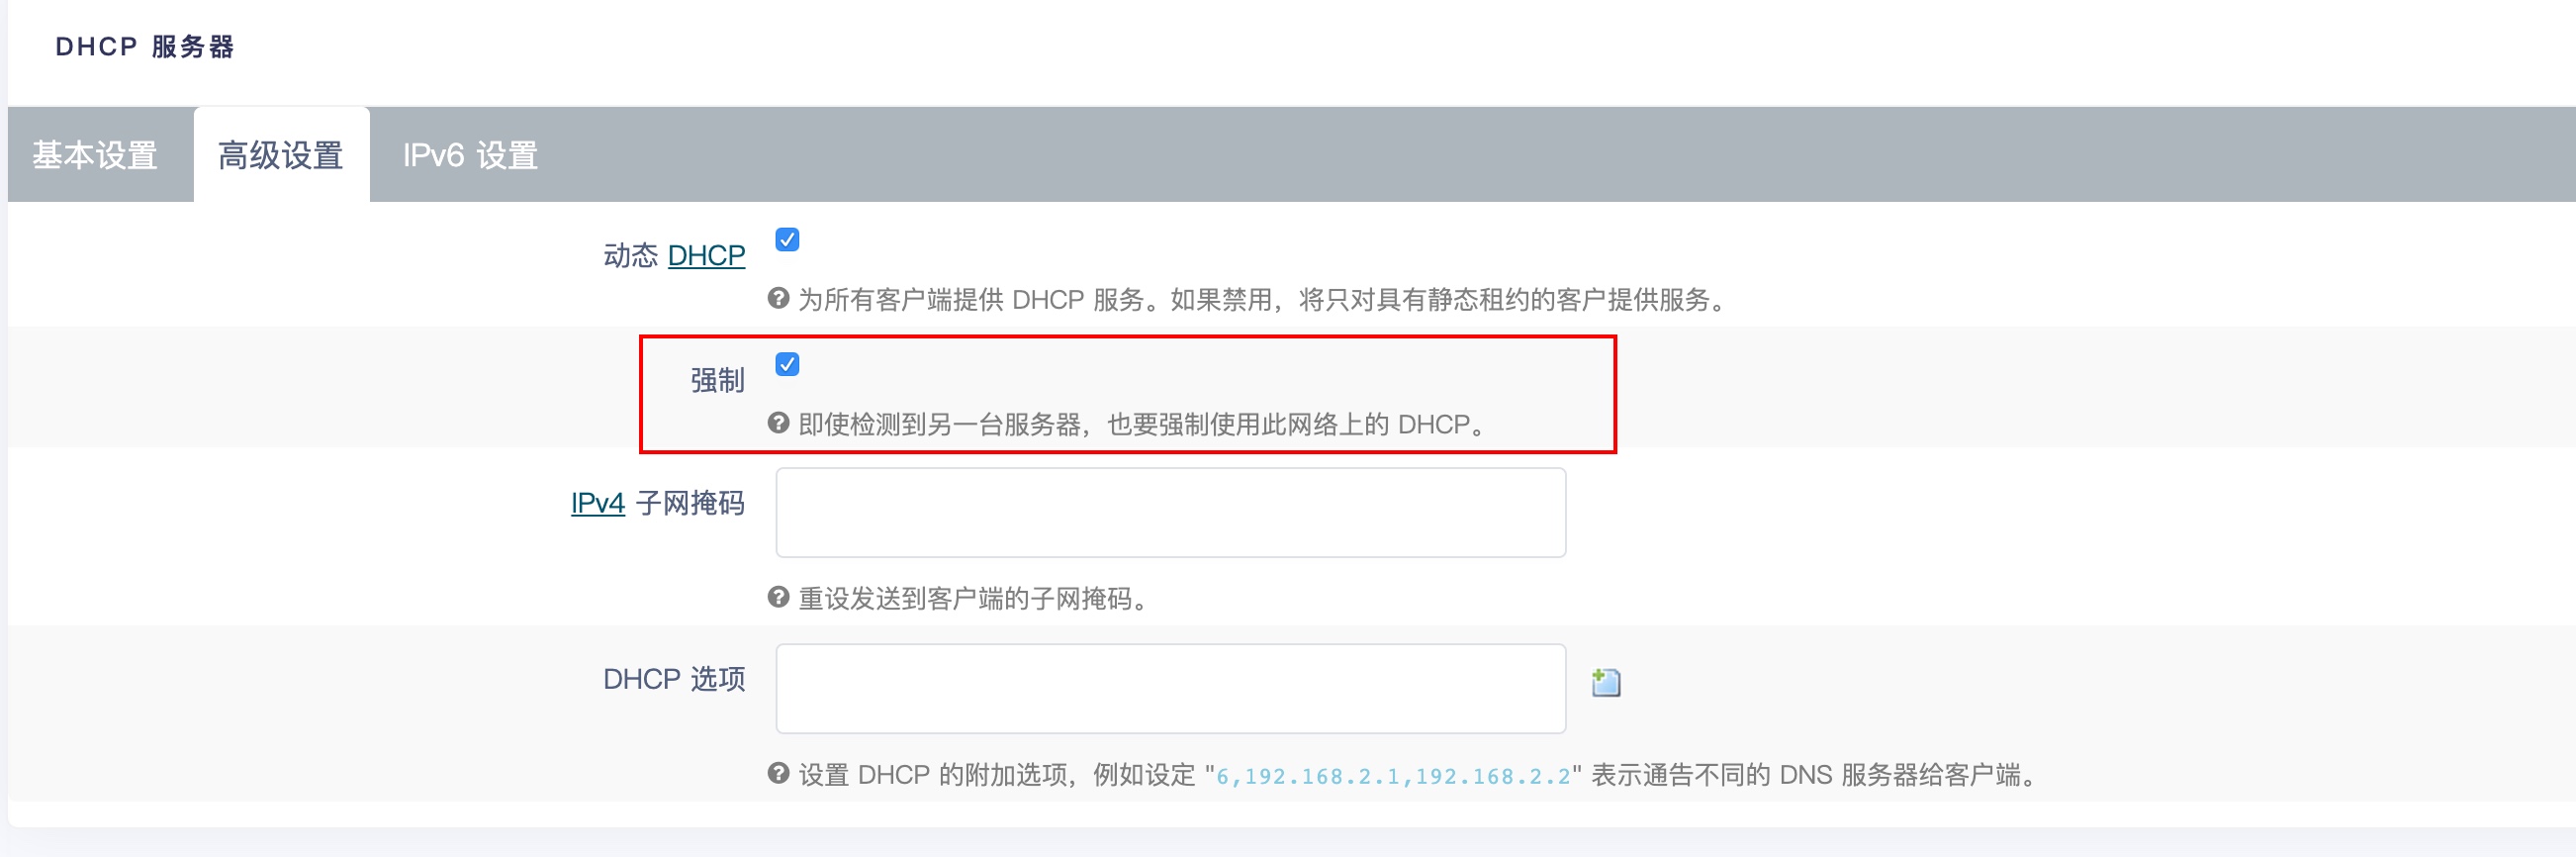 DHCP 服务器
基本设置 高级设置 IPv6 设置
动态 DHCP
为所有客户端提供 DHCP 服务。如果禁用，将只对具有静态租约的客户提供服务。
强制
即使检测到另一台服务器，也要强制使用此网络上的 DHCP。
IPv4 子网掩码
重设发送到客户端的子网掩码。
DHCP 选项
设置 DHCP 的附加选项，例如设定 "6,192.168.2.1,192.168.2.2" 表示通告不同的 DNS 服务器给客户端。